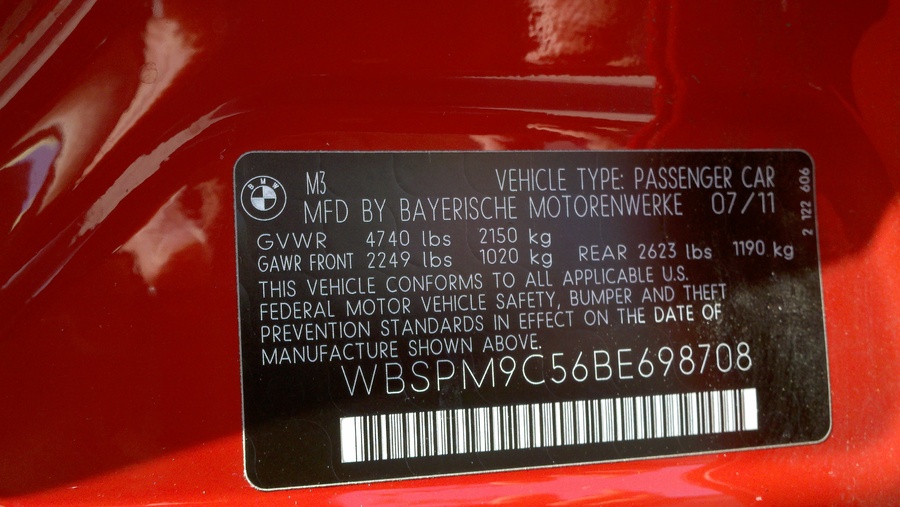 BMW
M3 VEHICLE TYPE: PASSENGER CAR
MFD BY BAYERISCHE MOTORENWERKE 07/11
GVWR 4740 lbs 2150 kg
GAWR FRONT 2249 lbs 1020 kg REAR 2623 lbs 1190 kg
THIS VEHICLE CONFORMS TO ALL APPLICABLE U.S.
FEDERAL MOTOR VEHICLE SAFETY, BUMPER AND THEFT
PREVENTION STANDARDS IN EFFECT ON THE DATE OF
MANUFACTURE SHOWN ABOVE.
WBSPM9C56BE698708
2 122 606